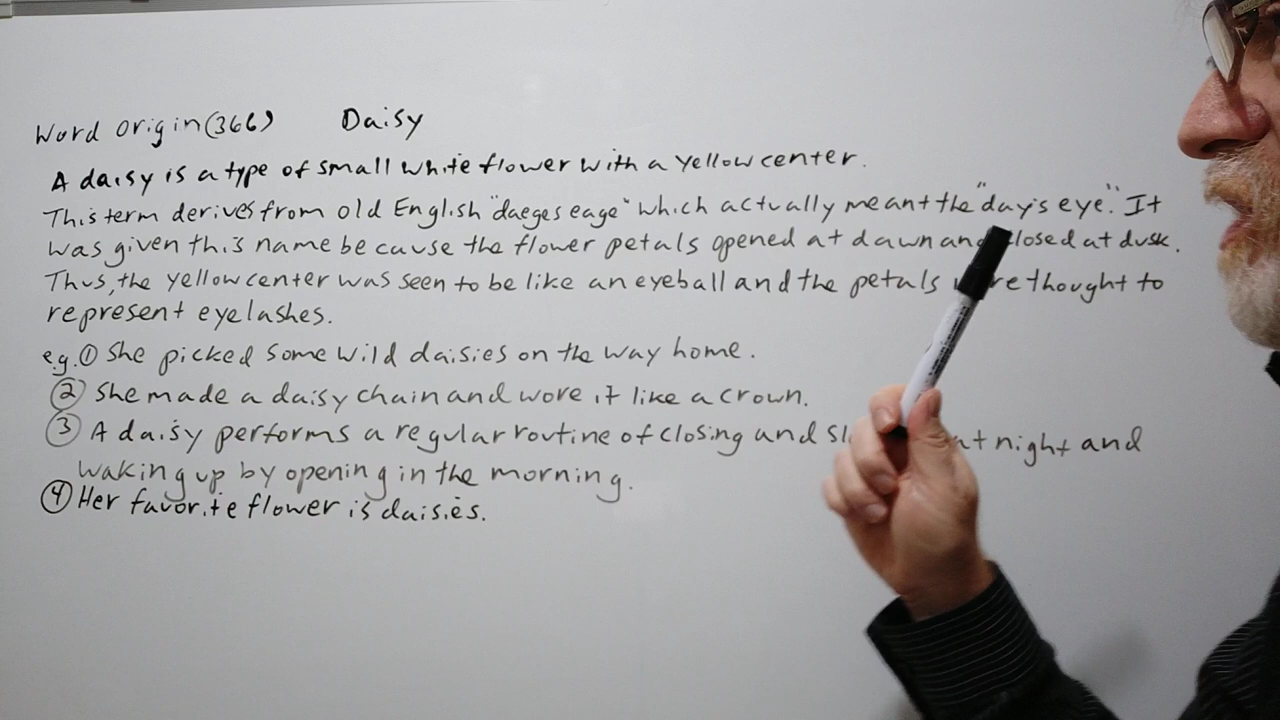 Word Origin (366) Daisy
A daisy is a type of small white flower with a yellow center.
This term derives from Old English "daeges eage" which actually meant the "day's eye." It
was given this name because the flower petals opened at dawn and closed at dusk.
Thus, the yellow center was seen to be like an eyeball and the petals were thought to
represent eyelashes.
e.g. ① She picked some wild daisies on the way home.
② She made a daisy chain and wore it like a crown.
③ A daisy performs a regular routine of closing and at night and
waking up by opening in the morning.
④ Her favorite flower is daisies.